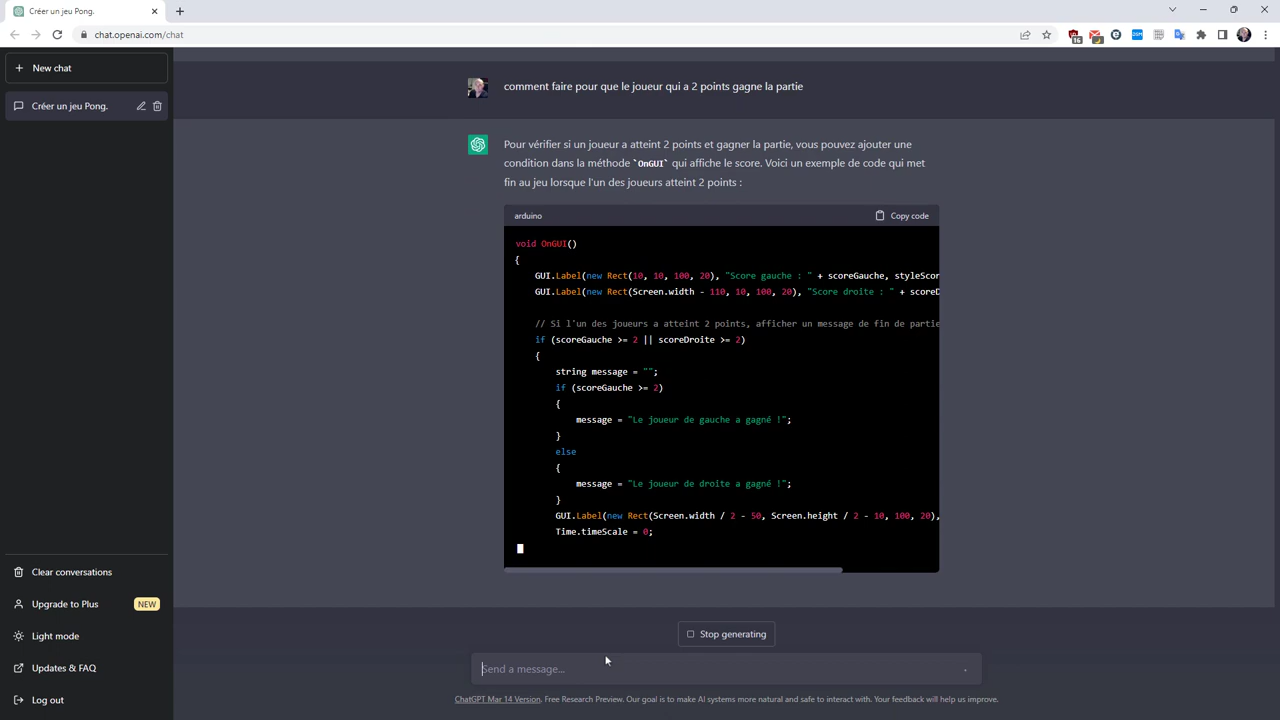 Créer un jeu Pong.
chat.openai.com/chat
15
DSM
New chat
Créer un jeu Pong.
comment faire pour que le joueur qui a 2 points gagne la partie
Pour vérifier si un joueur a atteint 2 points et gagner la partie, vous pouvez ajouter une
condition dans la méthode `OnGUI` qui affiche le score. Voici un exemple de code qui met
fin au jeu lorsque l'un des joueurs atteint 2 points :
arduino
Copy code
void OnGUI()
{
GUI.Label(new Rect(10, 10, 100, 20), "Score gauche : " + scoreGauche, styleScor
GUI.Label(new Rect(Screen.width - 110, 10, 100, 20), "Score droite : " + scoreD
// Si l'un des joueurs a atteint 2 points, afficher un message de fin de partie
if (scoreGauche >= 2 || scoreDroite >= 2)
{
string message = "";
if (scoreGauche >= 2)
{
message = "Le joueur de gauche a gagné !";
}
else
{
message = "Le joueur de droite a gagné !";
}
GUI.Label(new Rect(Screen.width / 2 - 50, Screen.height / 2 - 10, 100, 20),
Time.timeScale = 0;
Clear conversations
Upgrade to Plus
NEW
Light mode
Updates & FAQ
Log out
Stop generating
Send a message...
ChatGPT Mar 14 Version. Free Research Preview. Our goal is to make AI systems more natural and safe to interact with. Your feedback will help us improve.